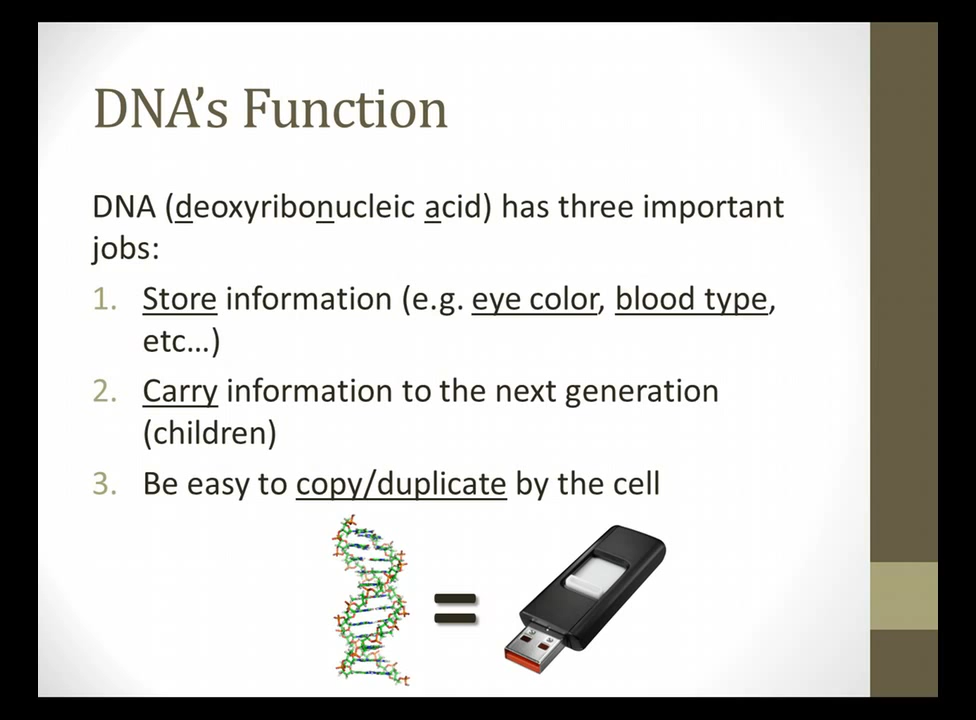 DNA’s Function
DNA (deoxyribonucleic acid) has three important
jobs:
1. Store information (e.g. eye color, blood type,
etc…)
2. Carry information to the next generation
(children)
3. Be easy to copy/duplicate by the cell
=